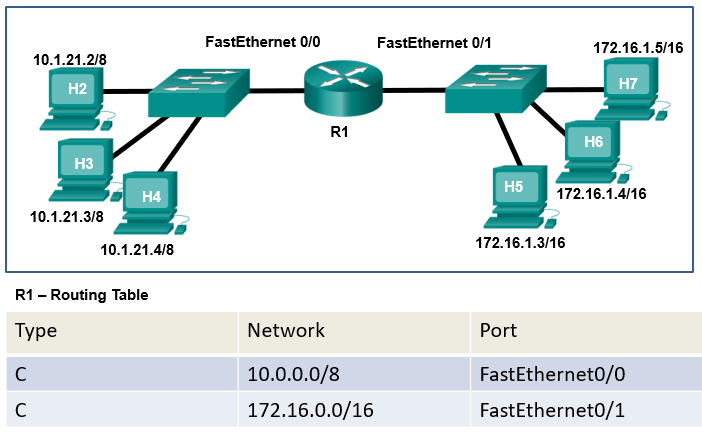 FastEthernet 0/0
FastEthernet 0/1
172.16.1.5/16
10.1.21.2/8
H2
H7
R1
H3
H6
H4
H5
172.16.1.4/16
10.1.21.3/8
10.1.21.4/8
172.16.1.3/16
R1 – Routing Table
Type Network Port
C 10.0.0.0/8 FastEthernet0/0
C 172.16.0.0/16 FastEthernet0/1